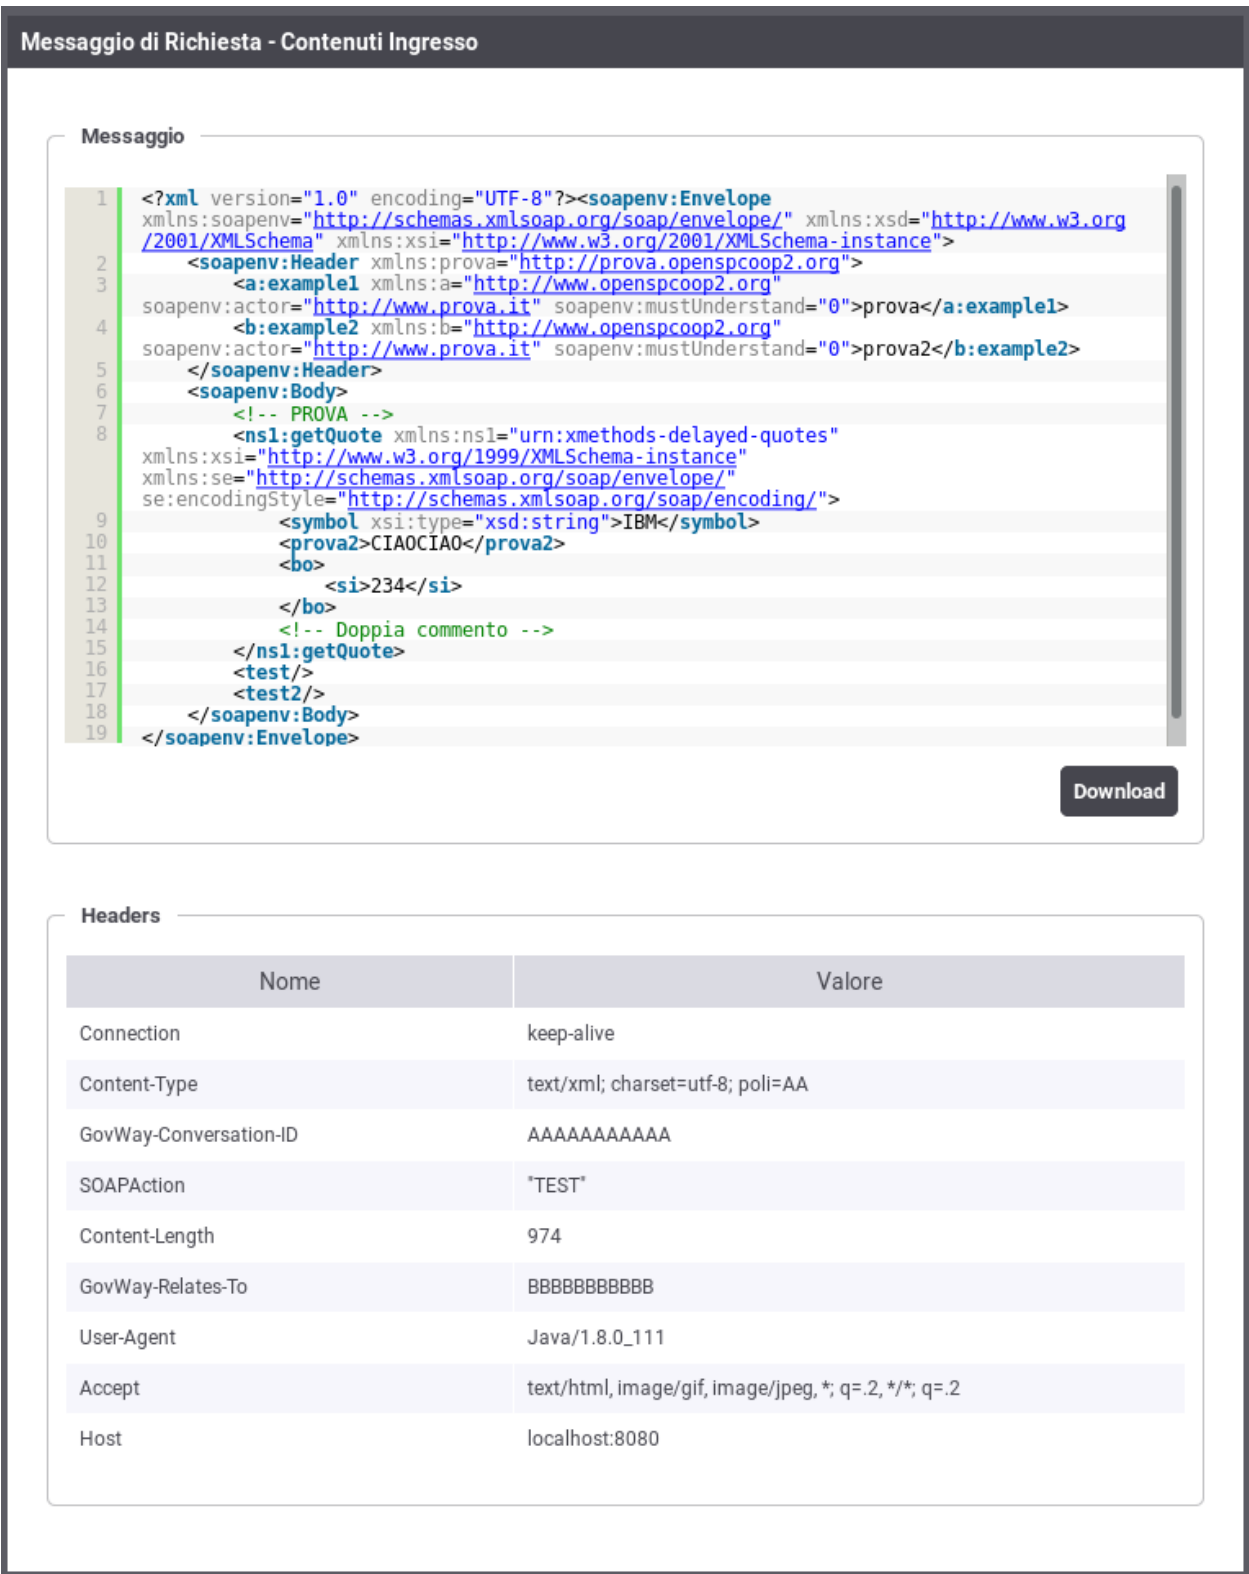 Messaggio di Richiesta - Contenuti Ingresso
Messaggio
1 <?xml version="1.0" encoding="UTF-8"?><soapenv:Envelope
xmlns:soapenv="http://schemas.xmlsoap.org/soap/envelope/" xmlns:xsd="http://www.w3.org
/2001/XMLSchema" xmlns:xsi="http://www.w3.org/2001/XMLSchema-instance">
2 <soapenv:Header xmlns:prova="http://prova.openspcoop2.org">
3 <a:example1 xmlns:a="http://www.openspcoop2.org"
soapenv:actor="http://www.prova.it" soapenv:mustUnderstand="0">prova</a:example1>
4 <b:example2 xmlns:b="http://www.openspcoop2.org"
soapenv:actor="http://www.prova.it" soapenv:mustUnderstand="0">prova2</b:example2>
5 </soapenv:Header>
6 <soapenv:Body>
7 <!-- PROVA -->
8 <ns1:getQuote xmlns:ns1="urn:xmethods-delayed-quotes"
xmlns:xsi="http://www.w3.org/1999/XMLSchema-instance"
xmlns:se="http://schemas.xmlsoap.org/soap/envelope/"
se:encodingStyle="http://schemas.xmlsoap.org/soap/encoding/">
9 <symbol xsi:type="xsd:string">IBM</symbol>
10 <prova2>CIAOCIAO</prova2>
11 <bo>
12 <si>234</si>
13 </bo>
14 <!-- Doppia commento -->
15 </ns1:getQuote>
16 <test/>
17 <test2/>
18 </soapenv:Body>
19 </soapenv:Envelope>
Download
Headers
Nome Valore
Connection keep-alive
Content-Type text/xml; charset=utf-8; poli=AA
GovWay-Conversation-ID AAAAAAAAAAA
SOAPAction "TEST"
Content-Length 974
GovWay-Relates-To BBBBBBBBBBB
User-Agent Java/1.8.0_111
Accept text/html, image/gif, image/jpeg, *; q=.2, */*; q=.2
Host localhost:8080